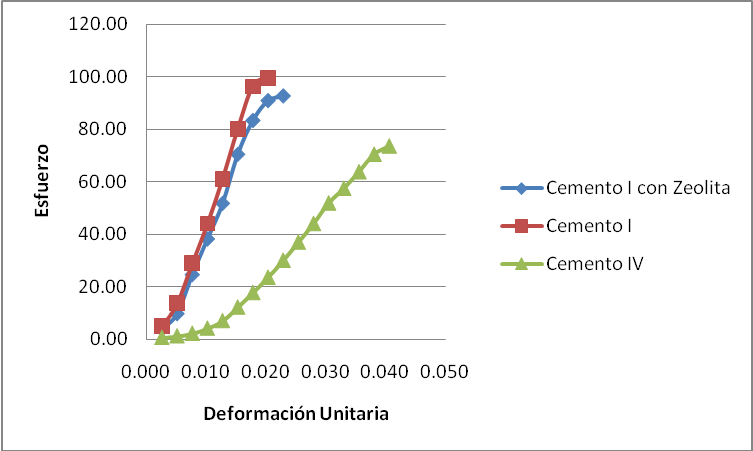 120.00
100.00
80.00
60.00
40.00
20.00
0.00
Esfuerzo
0.000 0.010 0.020 0.030 0.040 0.050
Deformación Unitaria
Cemento I con Zeolita
Cemento I
Cemento IV